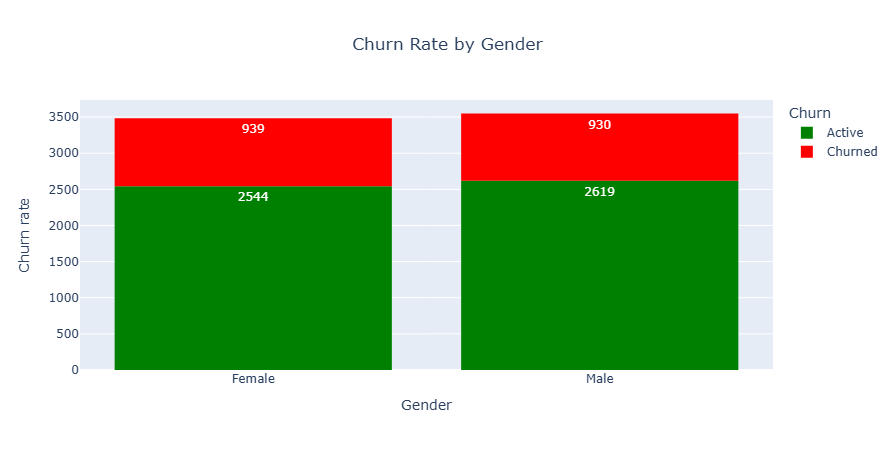 Churn Rate by Gender
Churn rate
3500
3000
2500
2000
1500
1000
500
0
939
2544
930
2619
Female
Male
Gender
Churn
Active
Churned